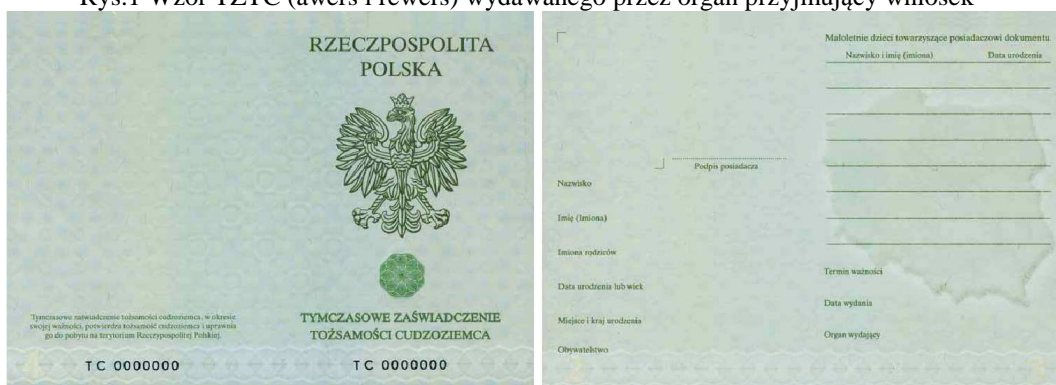 Rys.1 Wzór TZTC (awers i rewers) wydawanego przez organ przyjmujący wniosek
RZECZPOSPOLITA
POLSKA
TYMCZASOWE ZAŚWIADCZENIE
TOŻSAMOŚCI CUDZOZIEMCA
TC 0000000
Tymczasowe zaświadczenie tożsamości cudzoziemca, w okresie
swojej ważności, potwierdza tożsamość cudzoziemca i uprawnia
go do pobytu na terytorium Rzeczypospolitej Polskiej.
TC 0000000
Podpis posiadacza
Nazwisko
Imię (Imiona)
Imiona rodziców
Data urodzenia lub wiek
Miejsce i kraj urodzenia
Obywatelstwo
Małoletnie dzieci towarzyszące posiadaczowi dokumentu
Nazwisko i imię (imiona) Data urodzenia
Termin ważności
Data wydania
Organ wydający